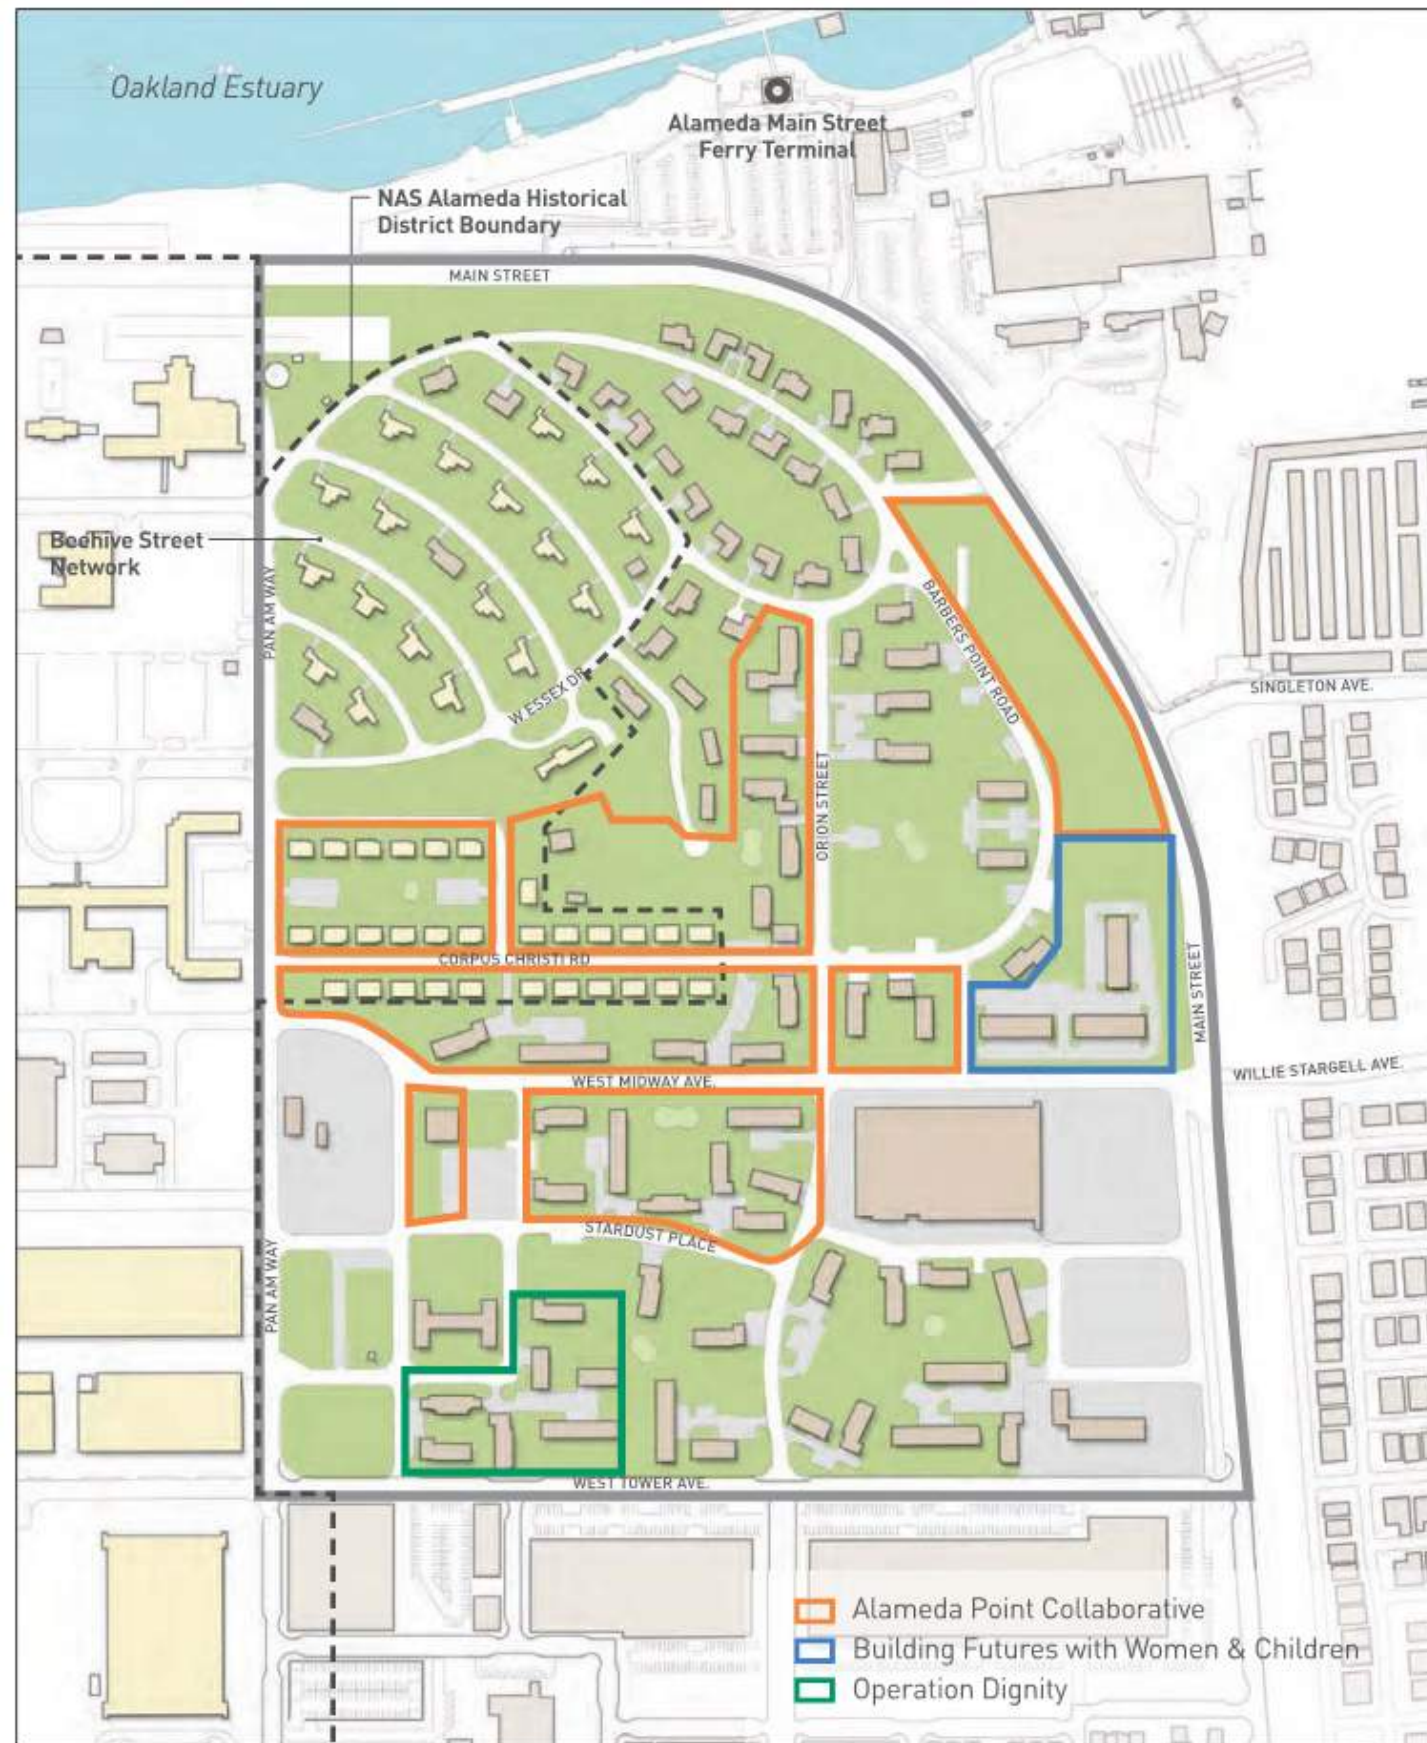 Oakland Estuary
Alameda Main Street
Ferry Terminal
NAS Alameda Historical
District Boundary
MAIN STREET
Beehive Street
Network
PAN AM WAY
BARBERS POINT ROAD
W ESSEX DR
SINGLETON AVE.
ORION STREET
CORPUS CHRISTI RD
MAIN STREET
WILLIE STARGELL AVE.
WEST MIDWAY AVE.
STARDUST PLACE
PAN AM WAY
WEST TOWER AVE.
Alameda Point Collaborative
Building Futures with Women & Children
Operation Dignity